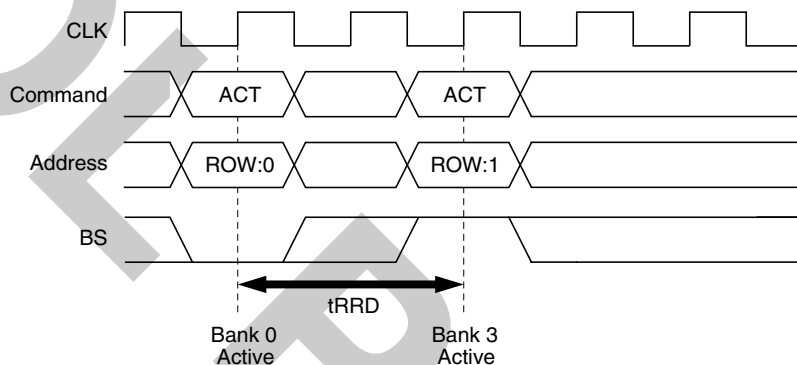 CLK
Command ACT ACT
Address ROW:0 ROW:1
BS
tRRD
Bank 0 Bank 3
Active Active